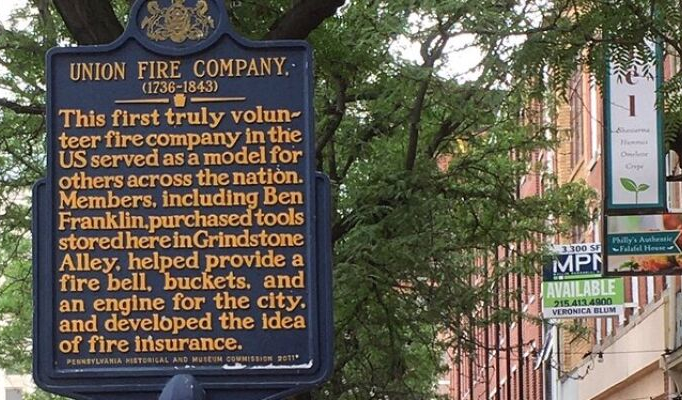 UNION FIRE COMPANY.
(1736-1843)
This first truly volun-
teer fire company in the
US served as a model for
others across the nation.
Members, including Ben
Franklin, purchased tools
stored here in Grindstone
Alley, helped provide a
fire bell, buckets, and
an engine for the city,
and developed the idea
of fire insurance.
PENNSYLVANIA HISTORICAL AND MUSEUM COMMISSION 2011
el
Shawarma
Hummus
Omelette
Crepe
Philly's Authentic
Falafel House
3,300 SF
MPN
AVAILABLE
215.413.4900
VERONICA BLUM